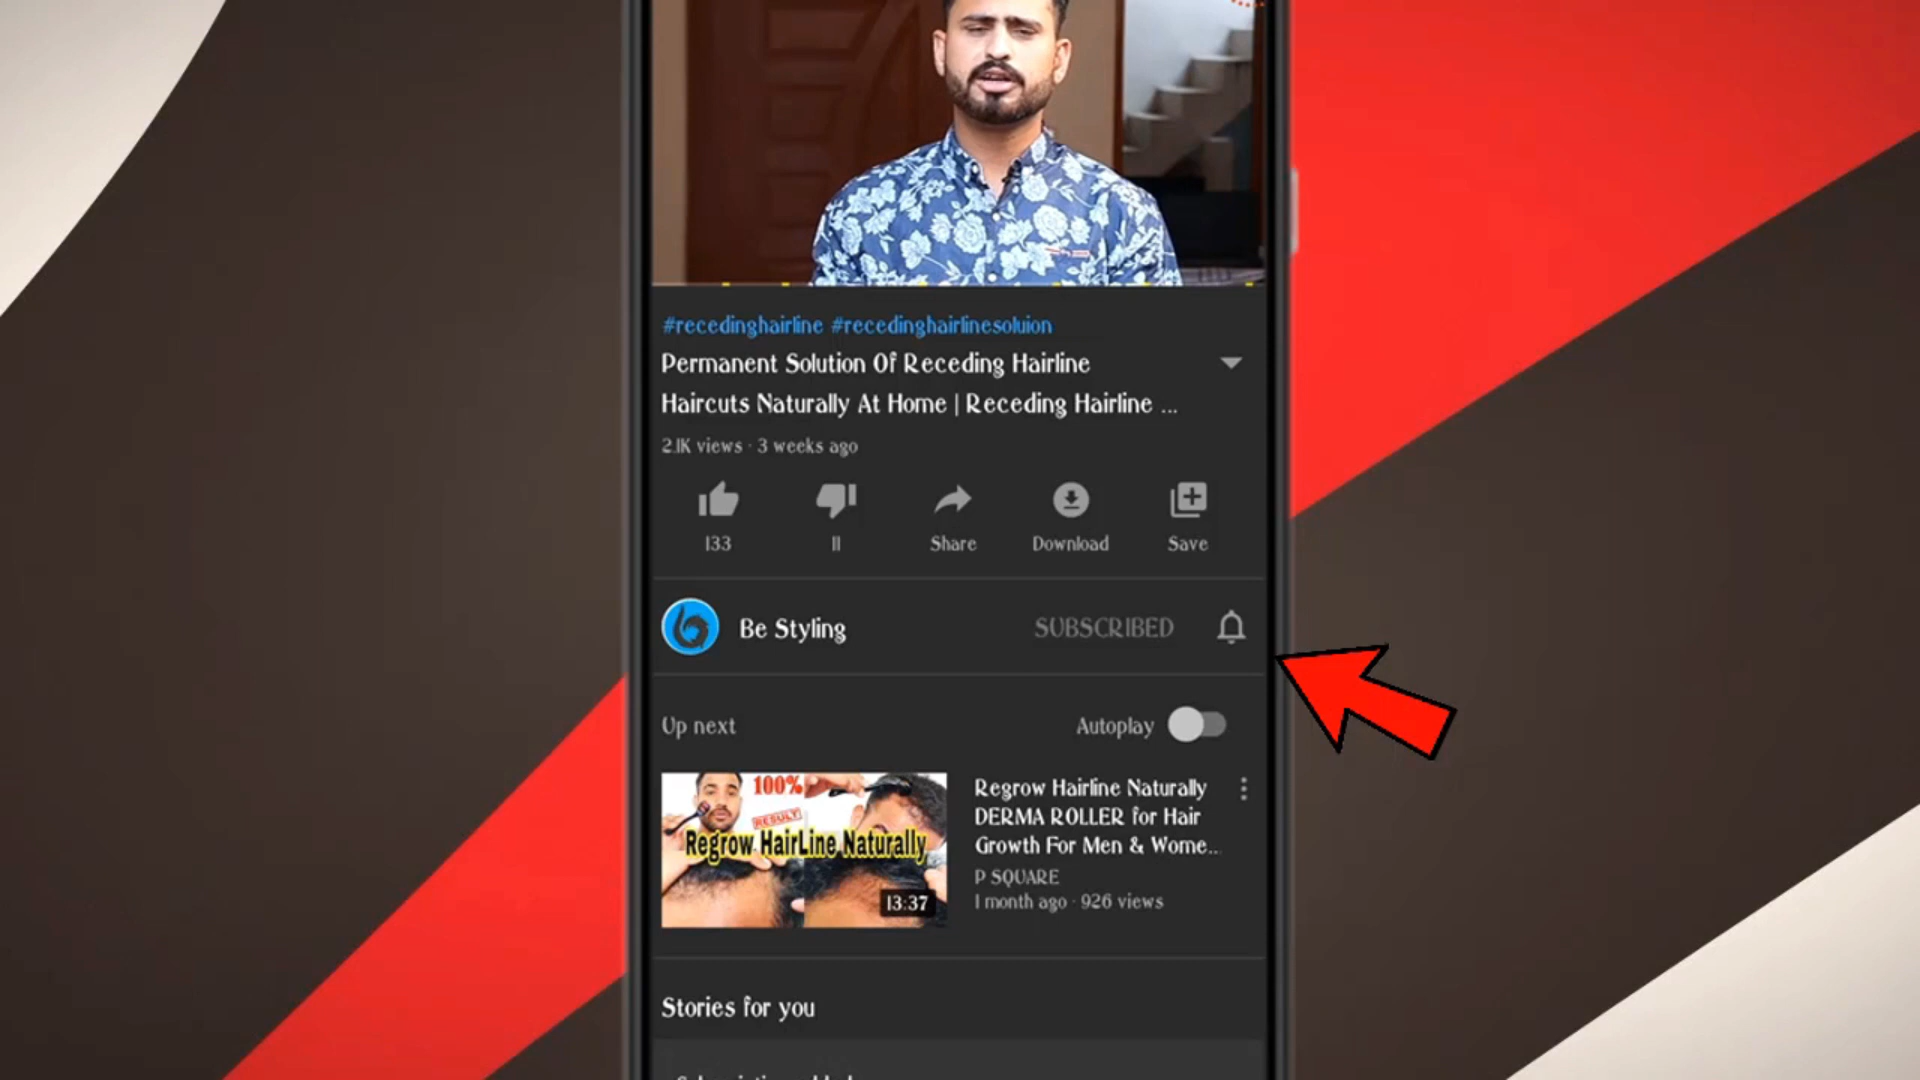 #recedinghairline #recedinghairlinesoluion
Permanent Solution Of Receding Hairline
Haircuts Naturally At Home | Receding Hairline ...
2.1K views · 3 weeks ago
133
11
Share
Download
Save
Be Styling
SUBSCRIBED
Up next
Autoplay
100%
RESULT
Regrow HairLine Naturally
13:37
Regrow Hairline Naturally
DERMA ROLLER for Hair
Growth For Men & Wome...
P SQUARE
1 month ago · 926 views
Stories for you